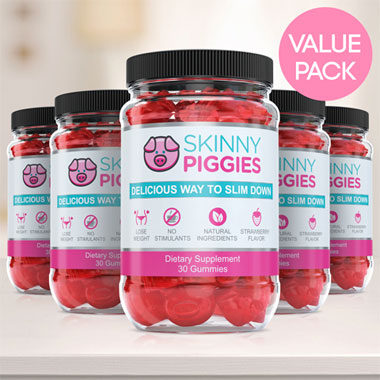 VALUE
PACK
SKINNY
PIGGIES
DELICIOUS WAY TO SLIM DOWN
LOSE
WEIGHT
NO
STIMULANTS
NATURAL
INGREDIENTS
STRAWBERRY
FLAVOR
Dietary Supplement
30 Gummies